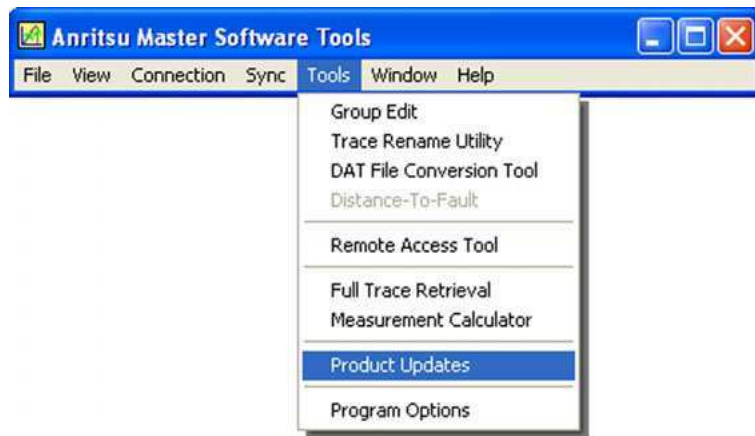 Anritsu Master Software Tools
File View Connection Sync Tools Window Help
Group Edit
Trace Rename Utility
DAT File Conversion Tool
Distance-To-Fault
Remote Access Tool
Full Trace Retrieval
Measurement Calculator
Product Updates
Program Options